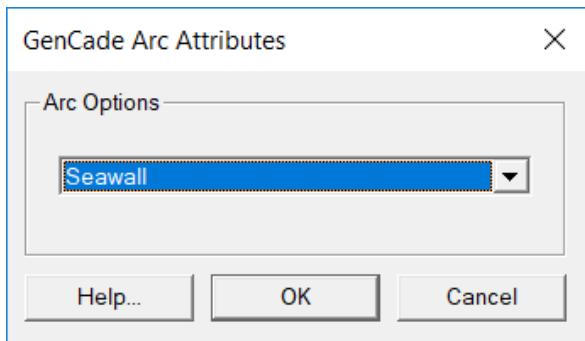 GenCade Arc Attributes
Arc Options
Seawall
Help... OK Cancel